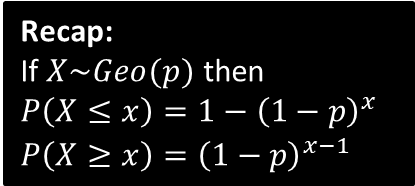 Recap:
If X~Geo(p) then
P(X ≤ x) = 1 − (1 − p)ˣ
P(X ≥ x) = (1 − p)ˣ⁻¹